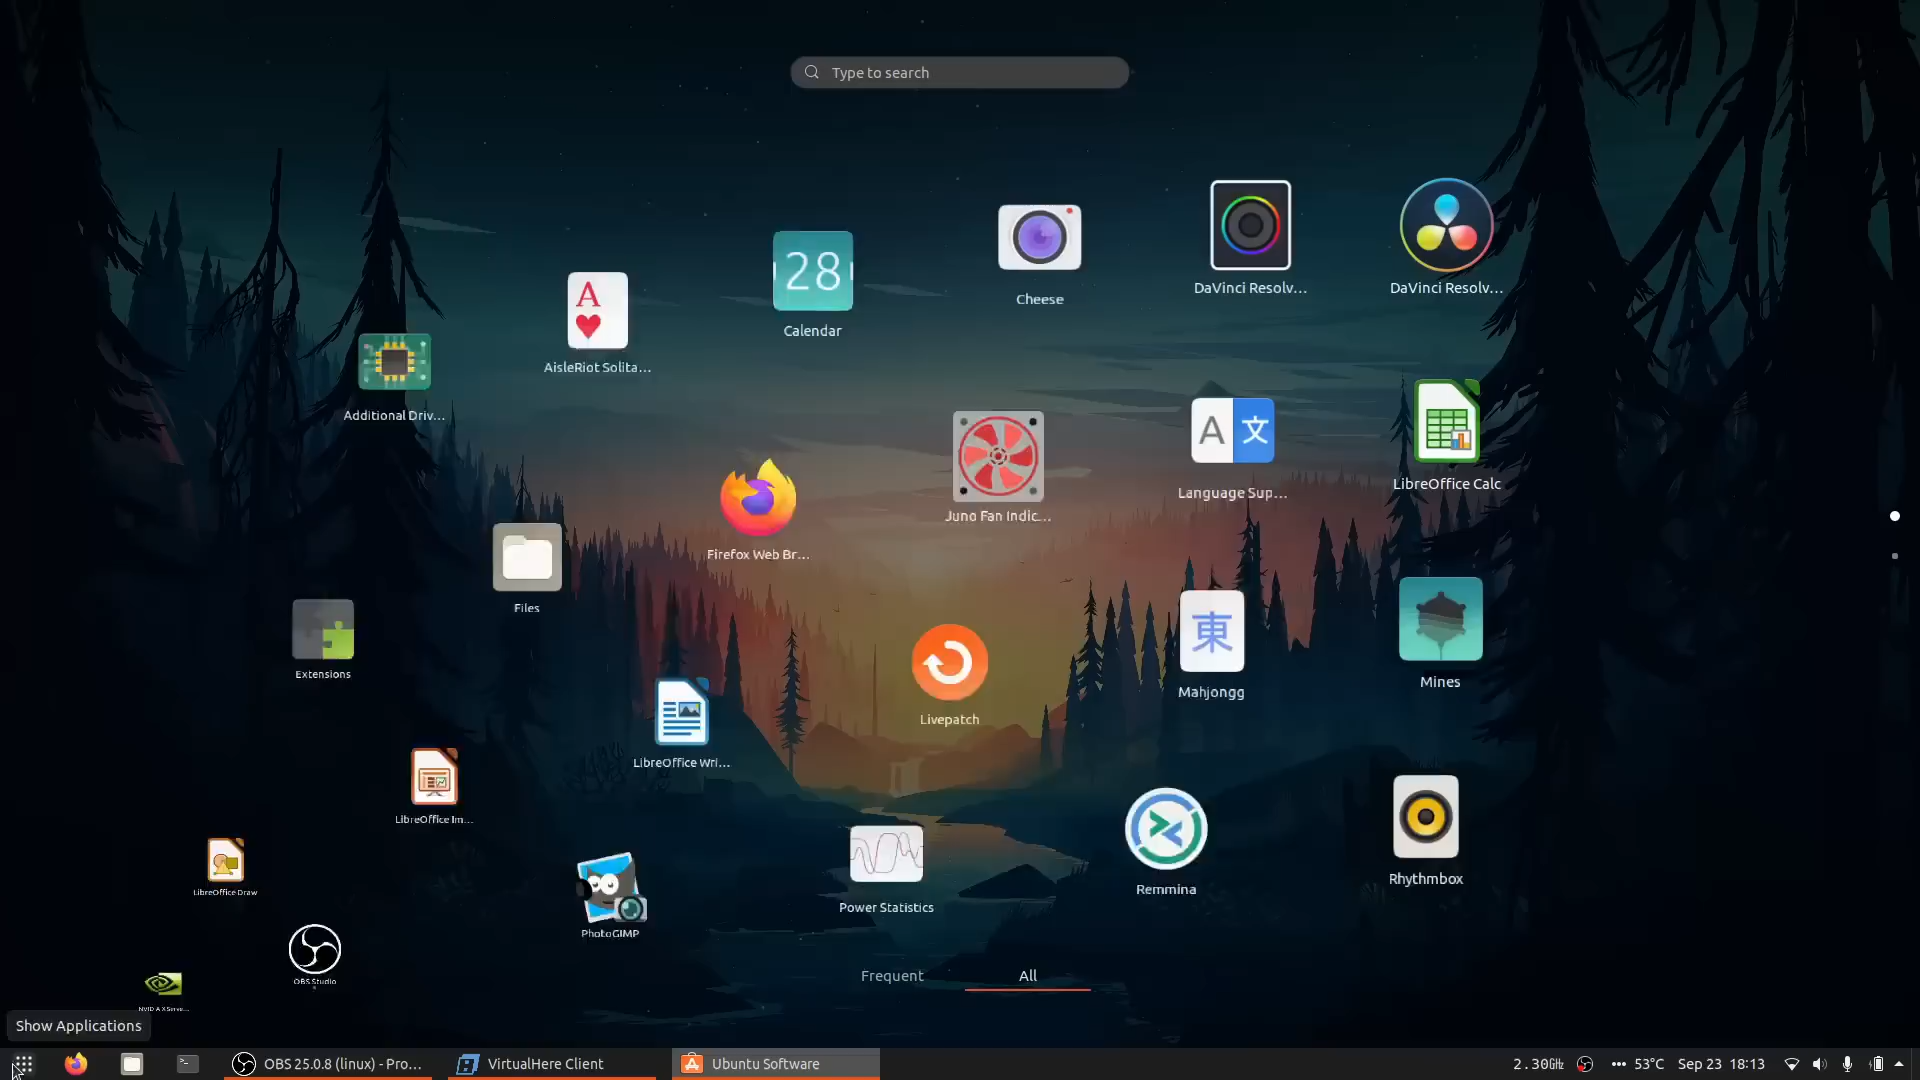 Type to search
DaVinci Resolv...
DaVinci Resolv...
Cheese
28
Calendar
A
AisleRiot Solita...
Additional Driv...
A 文
Language Sup...
LibreOffice Calc
Juno Fan Indic...
Firefox Web Br...
Files
Extensions
東
Mahjongg
Mines
Livepatch
LibreOffice Wri...
LibreOffice Im...
LibreOffice Draw
Rhythmbox
Remmina
Power Statistics
PhotoGIMP
OBS Studio
NVIDIA X Serve...
Frequent
All
Show Applications
OBS 25.0.8 (linux) - Pro...
VirtualHere Client
Ubuntu Software
2.30GHz
53°C
Sep 23 18:13